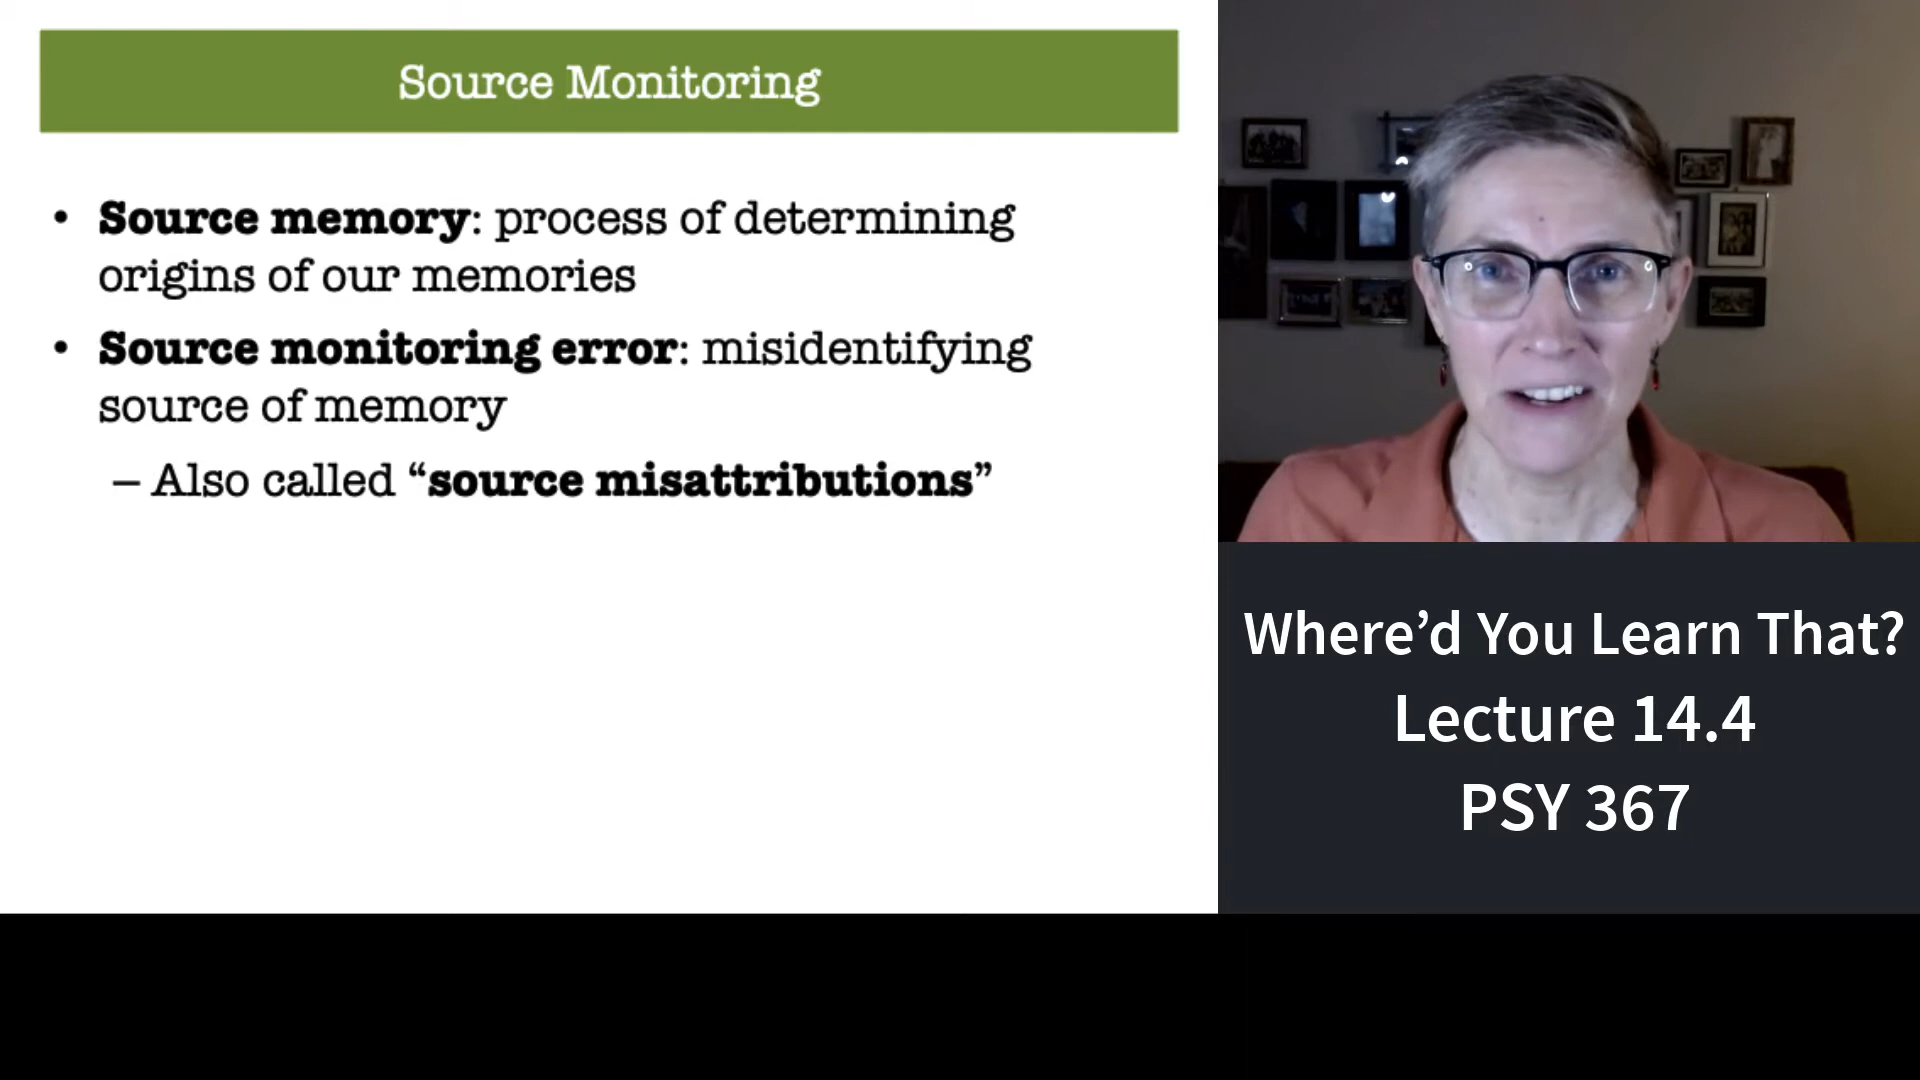 Source Monitoring
• Source memory: process of determining
origins of our memories
• Source monitoring error: misidentifying
source of memory
– Also called “source misattributions”
Where’d You Learn That?
Lecture 14.4
PSY 367